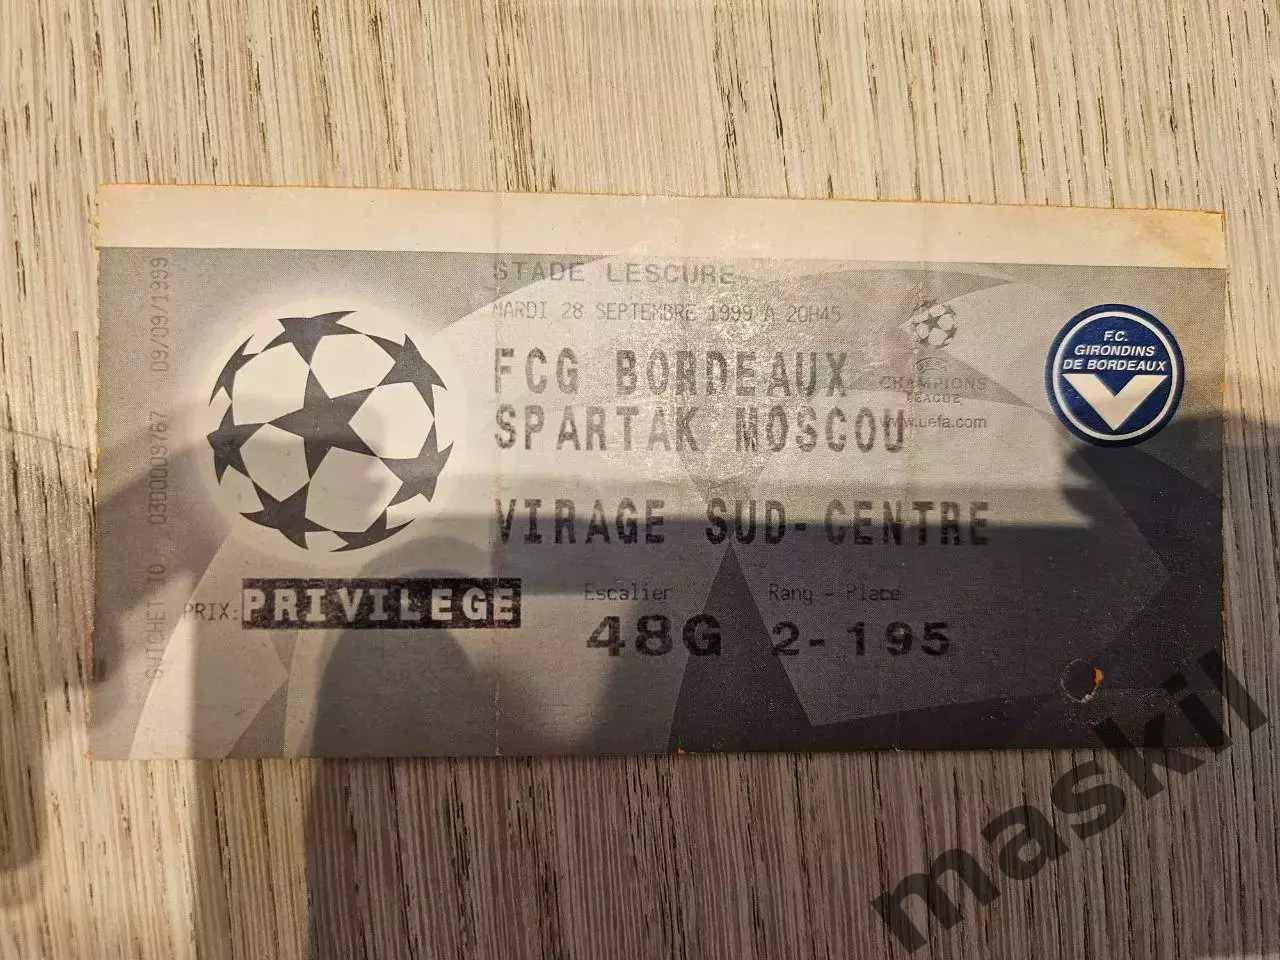 STADE LESCURE
MARDI 28 SEPTEMBRE 1999 A 20H45
FCG BORDEAUX
SPARTAK MOSCOU
CHAMPIONS
LEAGUE
www.uefa.com
F.C.
GIRONDINS
DE BORDEAUX
VIRAGE SUD-CENTRE
PRIX: PRIVILEGE
Escalier Rang - Place
48G 2-195
09/09/1999
GUICHET 10
maskil